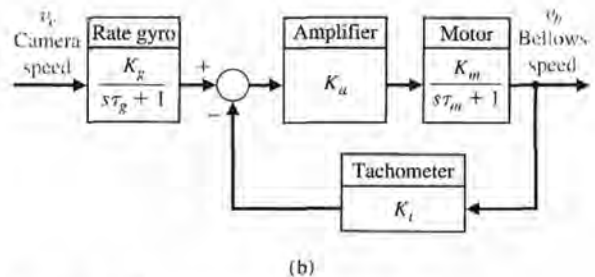 v_c
Camera
speed
Rate gyro
K_g
sτ_g + 1
+
−
Amplifier
K_a
Motor
K_m
sτ_m + 1
v_b
Bellows
speed
Tachometer
K_t
(b)